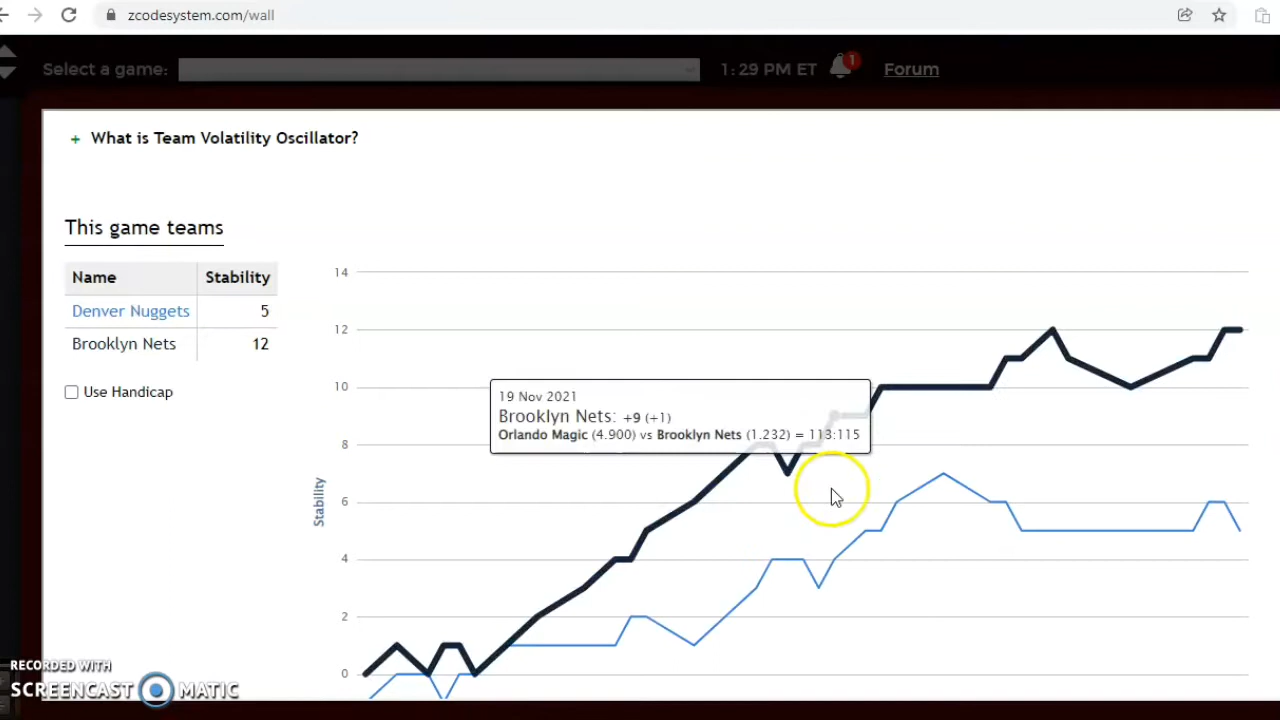 zcodesystem.com/wall
Select a game:
1:29 PM ET
1
Forum
+ What is Team Volatility Oscillator?
This game teams
Name Stability
Denver Nuggets 5
Brooklyn Nets 12
Use Handicap
14
12
10
8
6
4
2
0
Stability
19 Nov 2021
Brooklyn Nets: +9 (+1)
Orlando Magic (4.900) vs Brooklyn Nets (1.232) = 113:115
RECORDED WITH
SCREENCAST MATIC